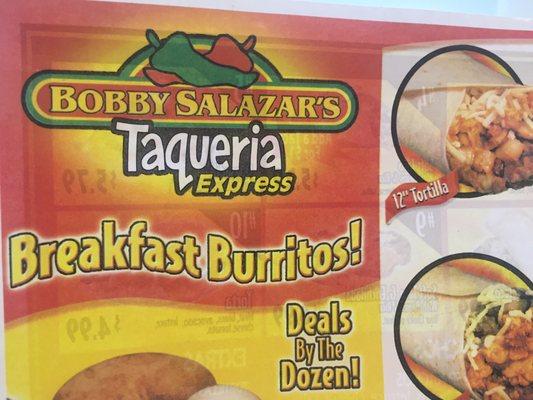 BOBBY SALAZAR'S
Taqueria
Express
12" Tortilla
Breakfast Burritos!
Deals
By The
Dozen!